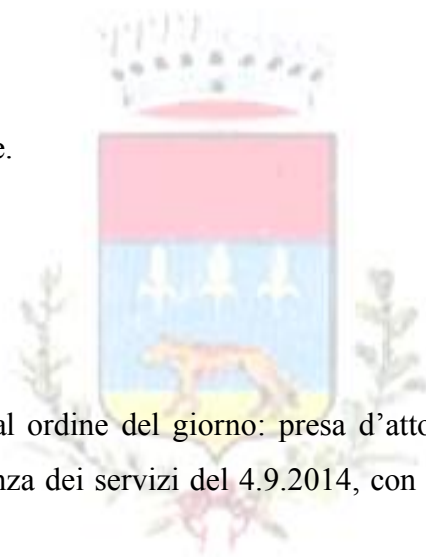 e.
al ordine del giorno: presa d’atto
nza dei servizi del 4.9.2014, con